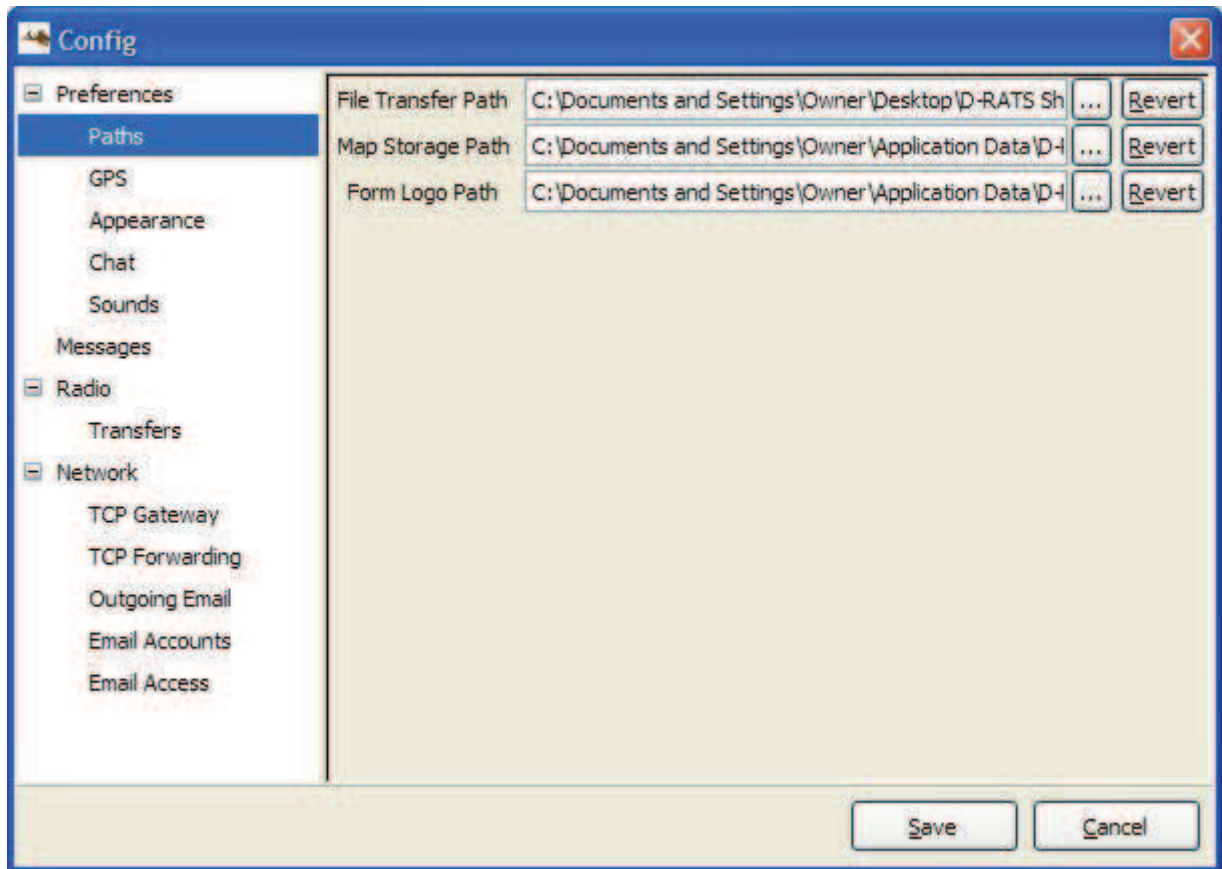 Config
Preferences
Paths
GPS
Appearance
Chat
Sounds
Messages
Radio
Transfers
Network
TCP Gateway
TCP Forwarding
Outgoing Email
Email Accounts
Email Access
File Transfer Path C:\Documents and Settings\Owner\Desktop\D-RATS Sh ... Revert
Map Storage Path C:\Documents and Settings\Owner\Application Data\D- ... Revert
Form Logo Path C:\Documents and Settings\Owner\Application Data\D- ... Revert
Save Cancel